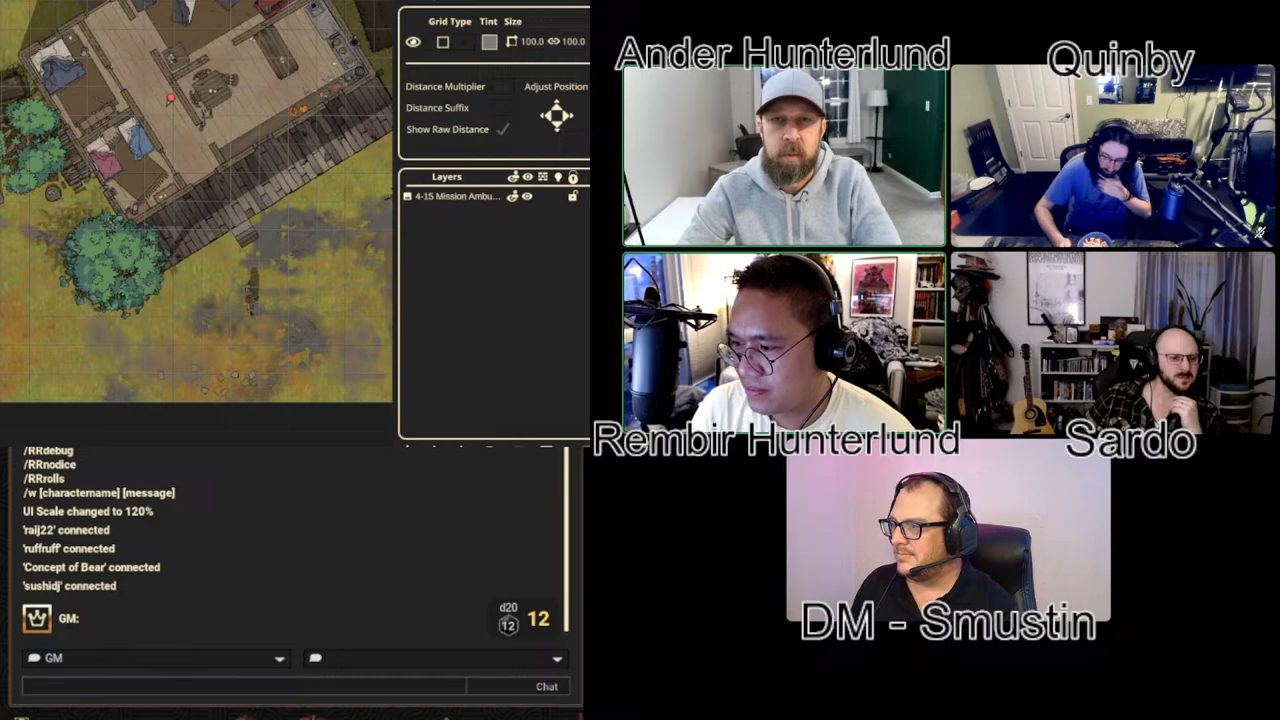 Grid Type Tint Size
100.0 100.0
Distance Multiplier Adjust Position
Distance Suffix
Show Raw Distance
Layers
4-15 Mission Ambu...
/RRdebug
/RRnodice
/RRrolls
/w [charactername] [message]
UI Scale changed to 120%
'raij22' connected
'ruffruff' connected
'Concept of Bear' connected
'sushidj' connected
GM:
d20
12
12
GM
Chat
Ander Hunterlund
Quinby
Rembir Hunterlund
Sardo
DM - Smustin